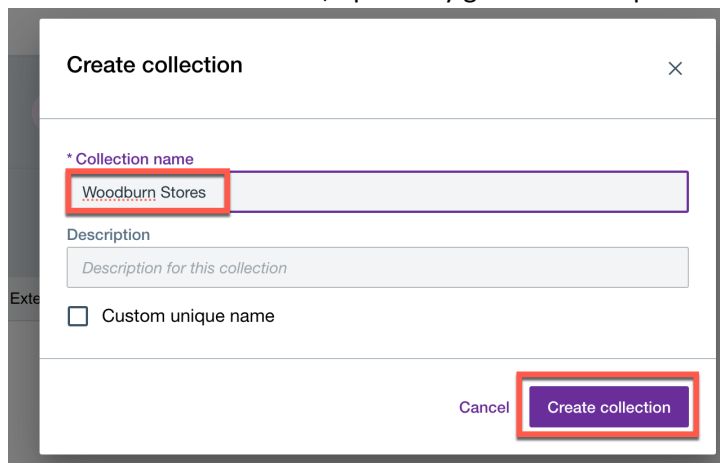 Create collection
* Collection name
Woodburn Stores
Description
Description for this collection
Exte
Custom unique name
Cancel Create collection